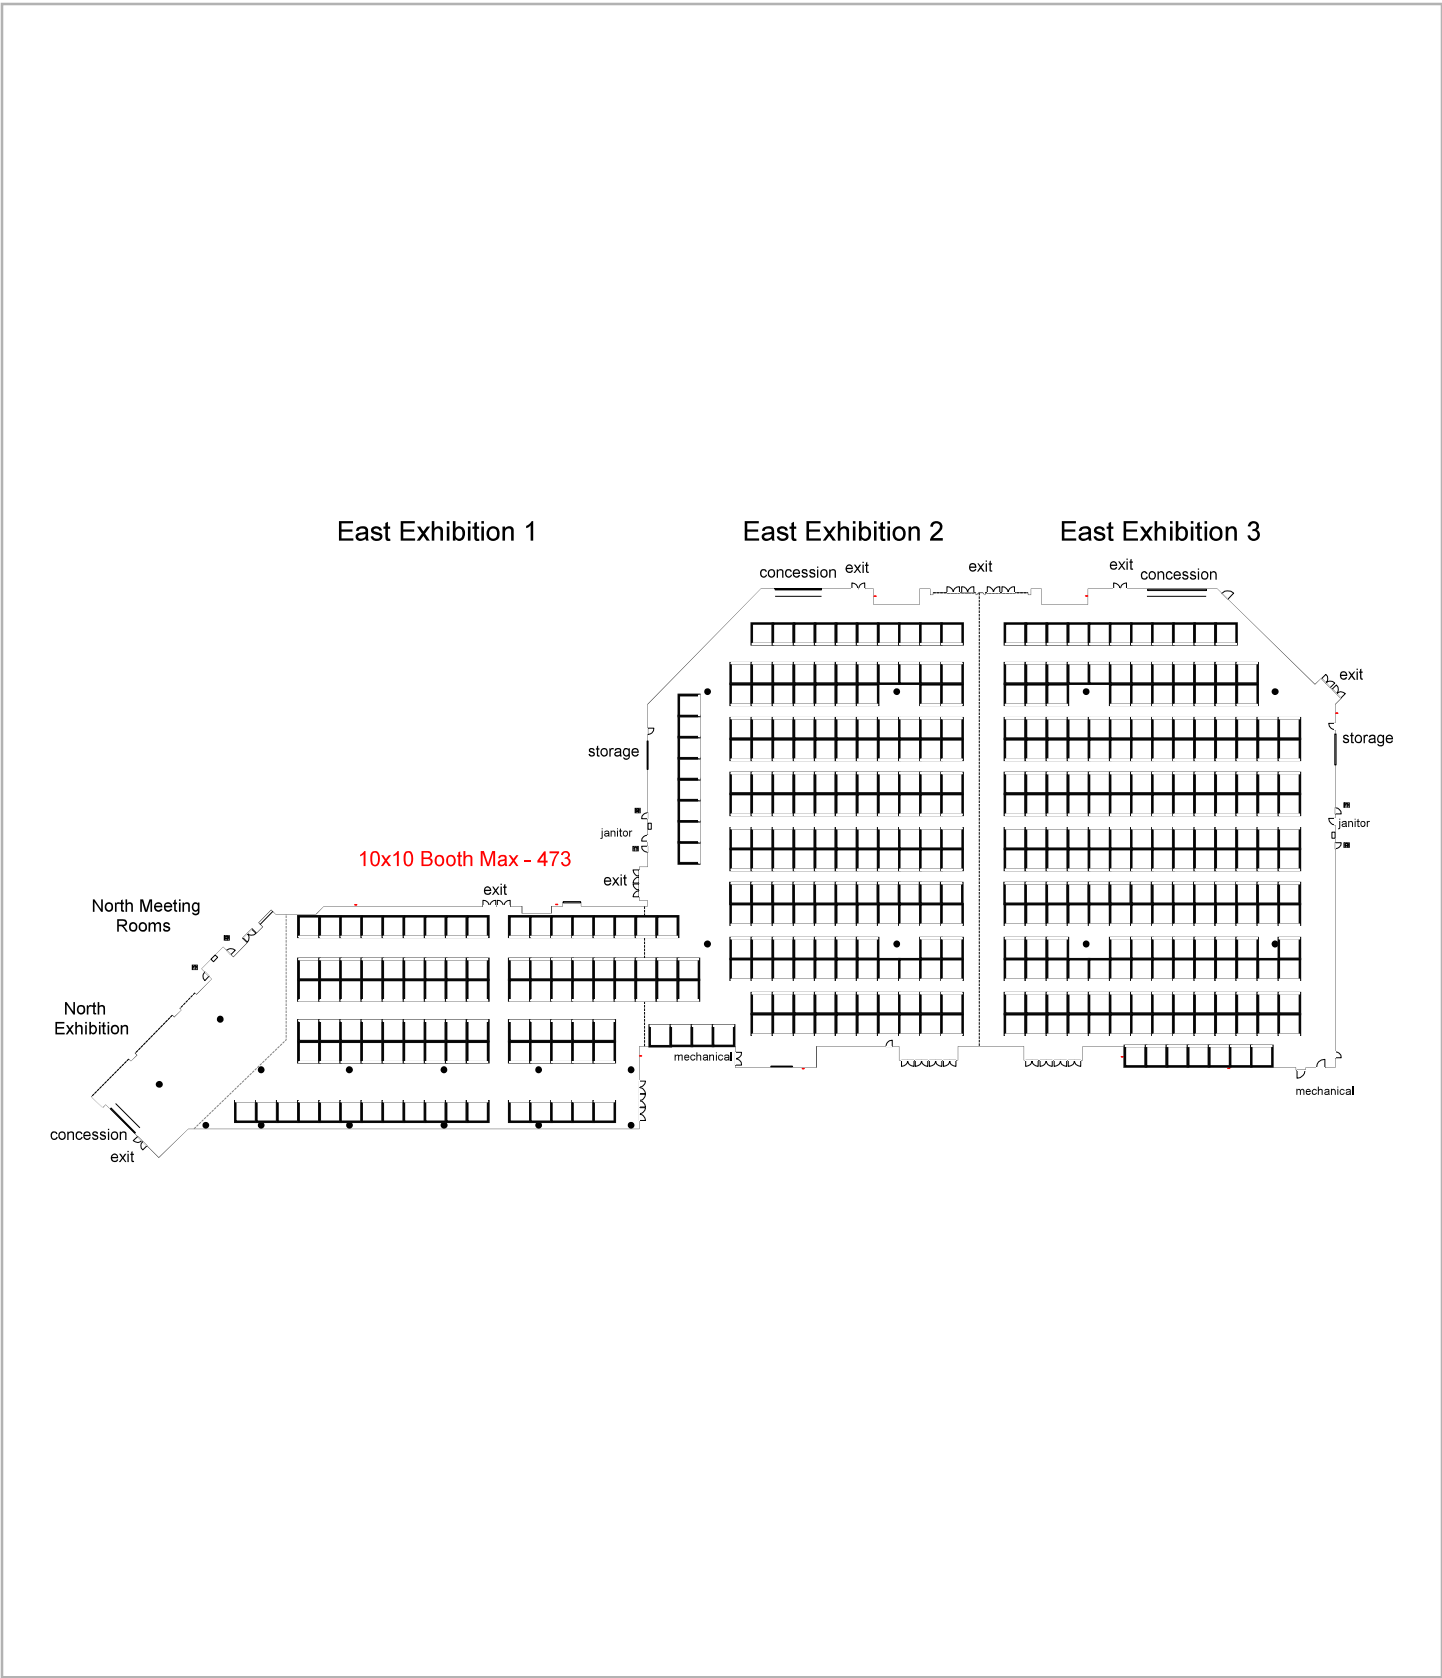 East Exhibition 1
East Exhibition 2
East Exhibition 3
concession
exit
exit
exit
concession
exit
storage
storage
janitor
janitor
10x10 Booth Max - 473
exit
exit
North Meeting
Rooms
North
Exhibition
mechanical
mechanical
concession
exit